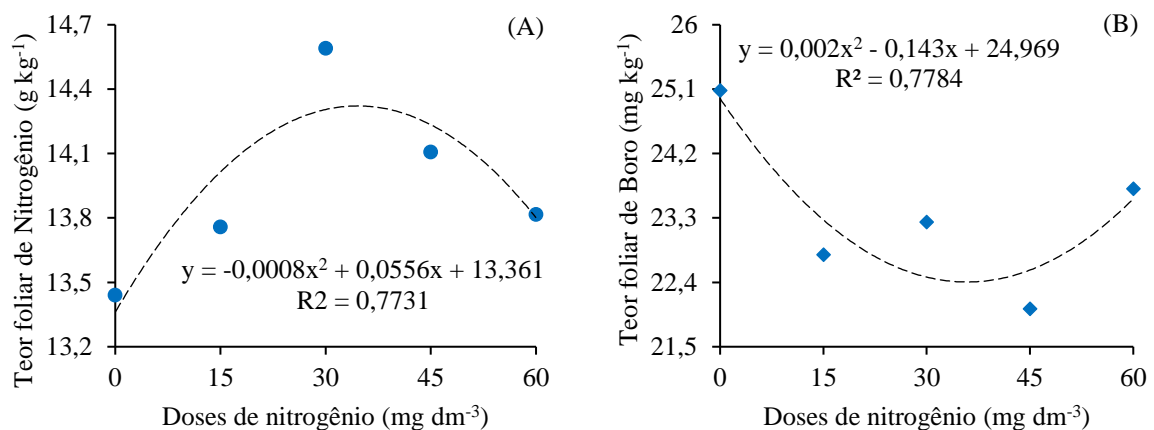 (A)
Teor foliar de Nitrogênio (g kg-1)
14,7
14,4
14,1
13,8
13,5
13,2
y = -0,0008x² + 0,0556x + 13,361
R2 = 0,7731
0 15 30 45 60
Doses de nitrogênio (mg dm-3)
(B)
Teor foliar de Boro (mg kg-1)
26
25,1
24,2
23,3
22,4
21,5
y = 0,002x² - 0,143x + 24,969
R² = 0,7784
0 15 30 45 60
Doses de nitrogênio (mg dm-3)